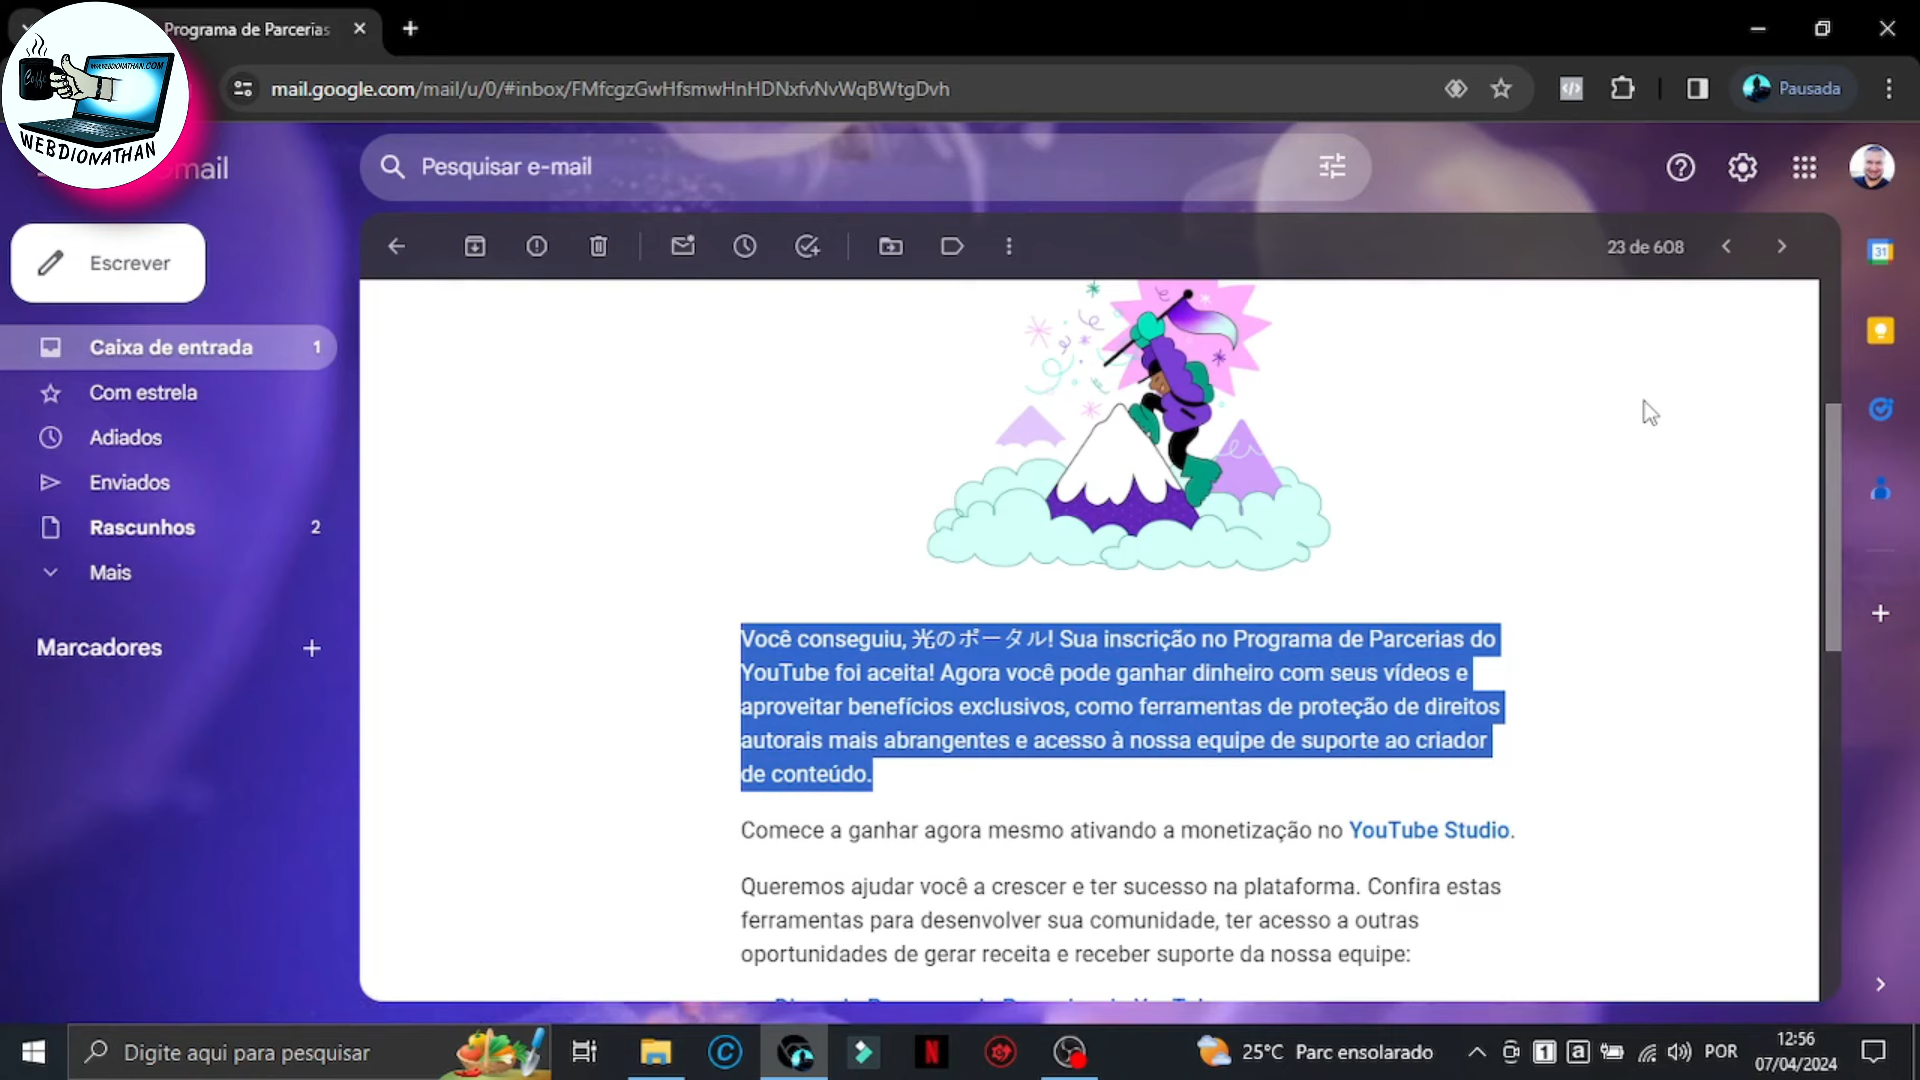 Programa de Parcerias
mail.google.com/mail/u/0/#inbox/FMfcgzGwHfsmwHnHDNxfvNvWqBWtgDvh
Pausada
Coffe
WWW.WEBDIONATHAN.COM
WEBDIONATHAN
mail
Pesquisar e-mail
Escrever
23 de 608
31
Caixa de entrada 1
Com estrela
Adiados
Enviados
Rascunhos 2
Mais
Marcadores
Você conseguiu, 光のポータル! Sua inscrição no Programa de Parcerias do
YouTube foi aceita! Agora você pode ganhar dinheiro com seus vídeos e
aproveitar benefícios exclusivos, como ferramentas de proteção de direitos
autorais mais abrangentes e acesso à nossa equipe de suporte ao criador
de conteúdo.
Comece a ganhar agora mesmo ativando a monetização no YouTube Studio.
Queremos ajudar você a crescer e ter sucesso na plataforma. Confira estas
ferramentas para desenvolver sua comunidade, ter acesso a outras
oportunidades de gerar receita e receber suporte da nossa equipe:
Digite aqui para pesquisar
25°C Parc ensolarado
POR
12:56
07/04/2024